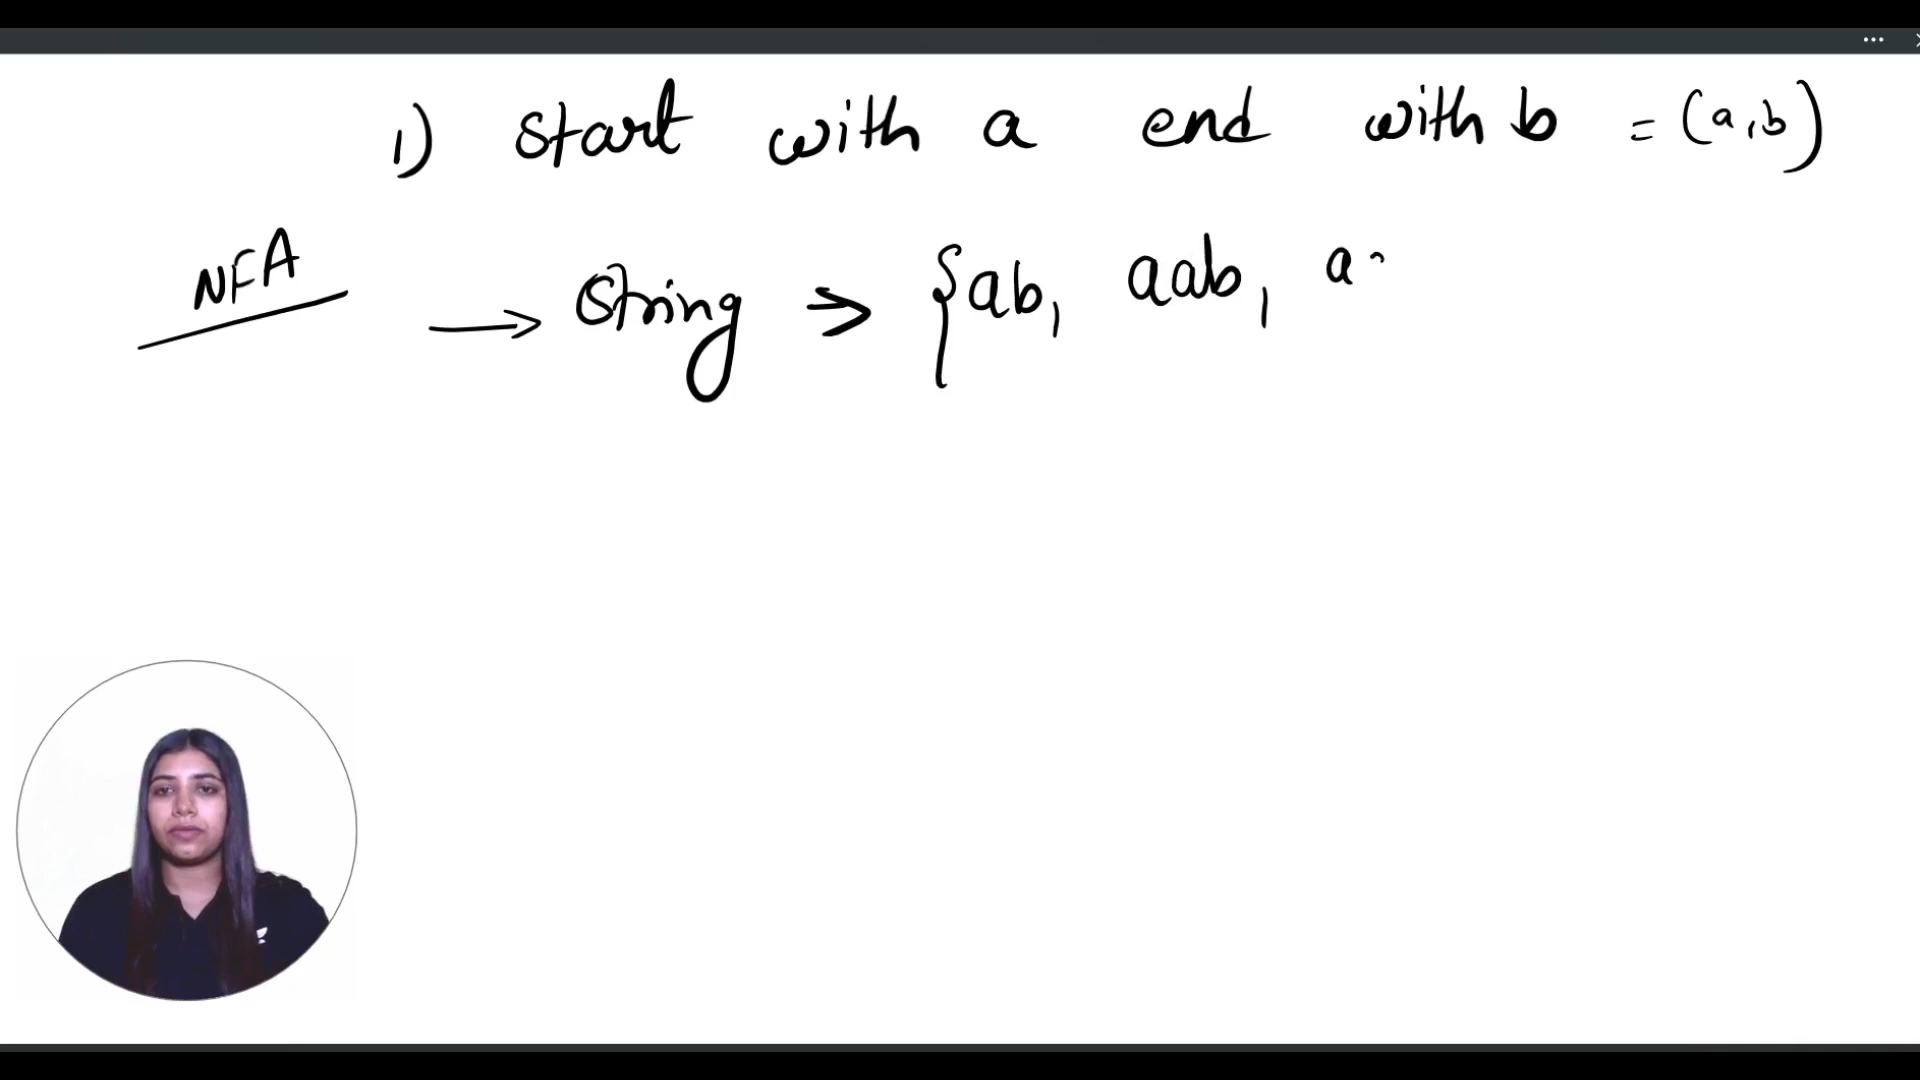 1) start with a end with b = (a,b)
NFA
→ string ⇒ {ab, aab, a